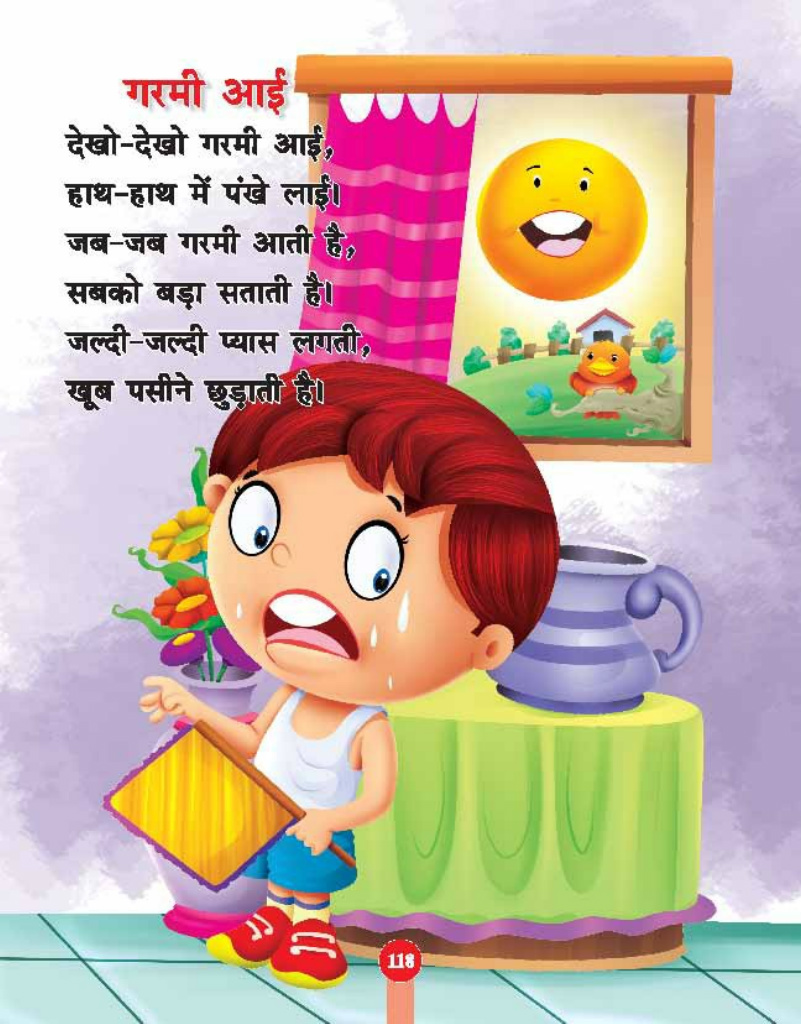 गरमी आई
देखो-देखो गरमी आई,
हाथ-हाथ में पंखे लाई।
जब-जब गरमी आती है,
सबको बड़ा सताती है।
जल्दी-जल्दी प्यास लगती,
खूब पसीने छुड़ाती है।
118